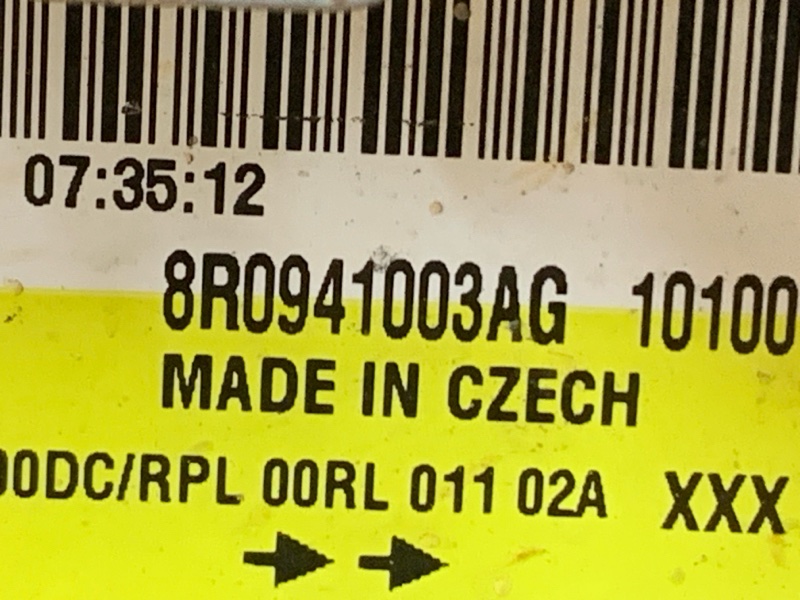 07:35:12
8R0941003AG 10100
MADE IN CZECH
00DC/RPL 00RL 011 02A XXX